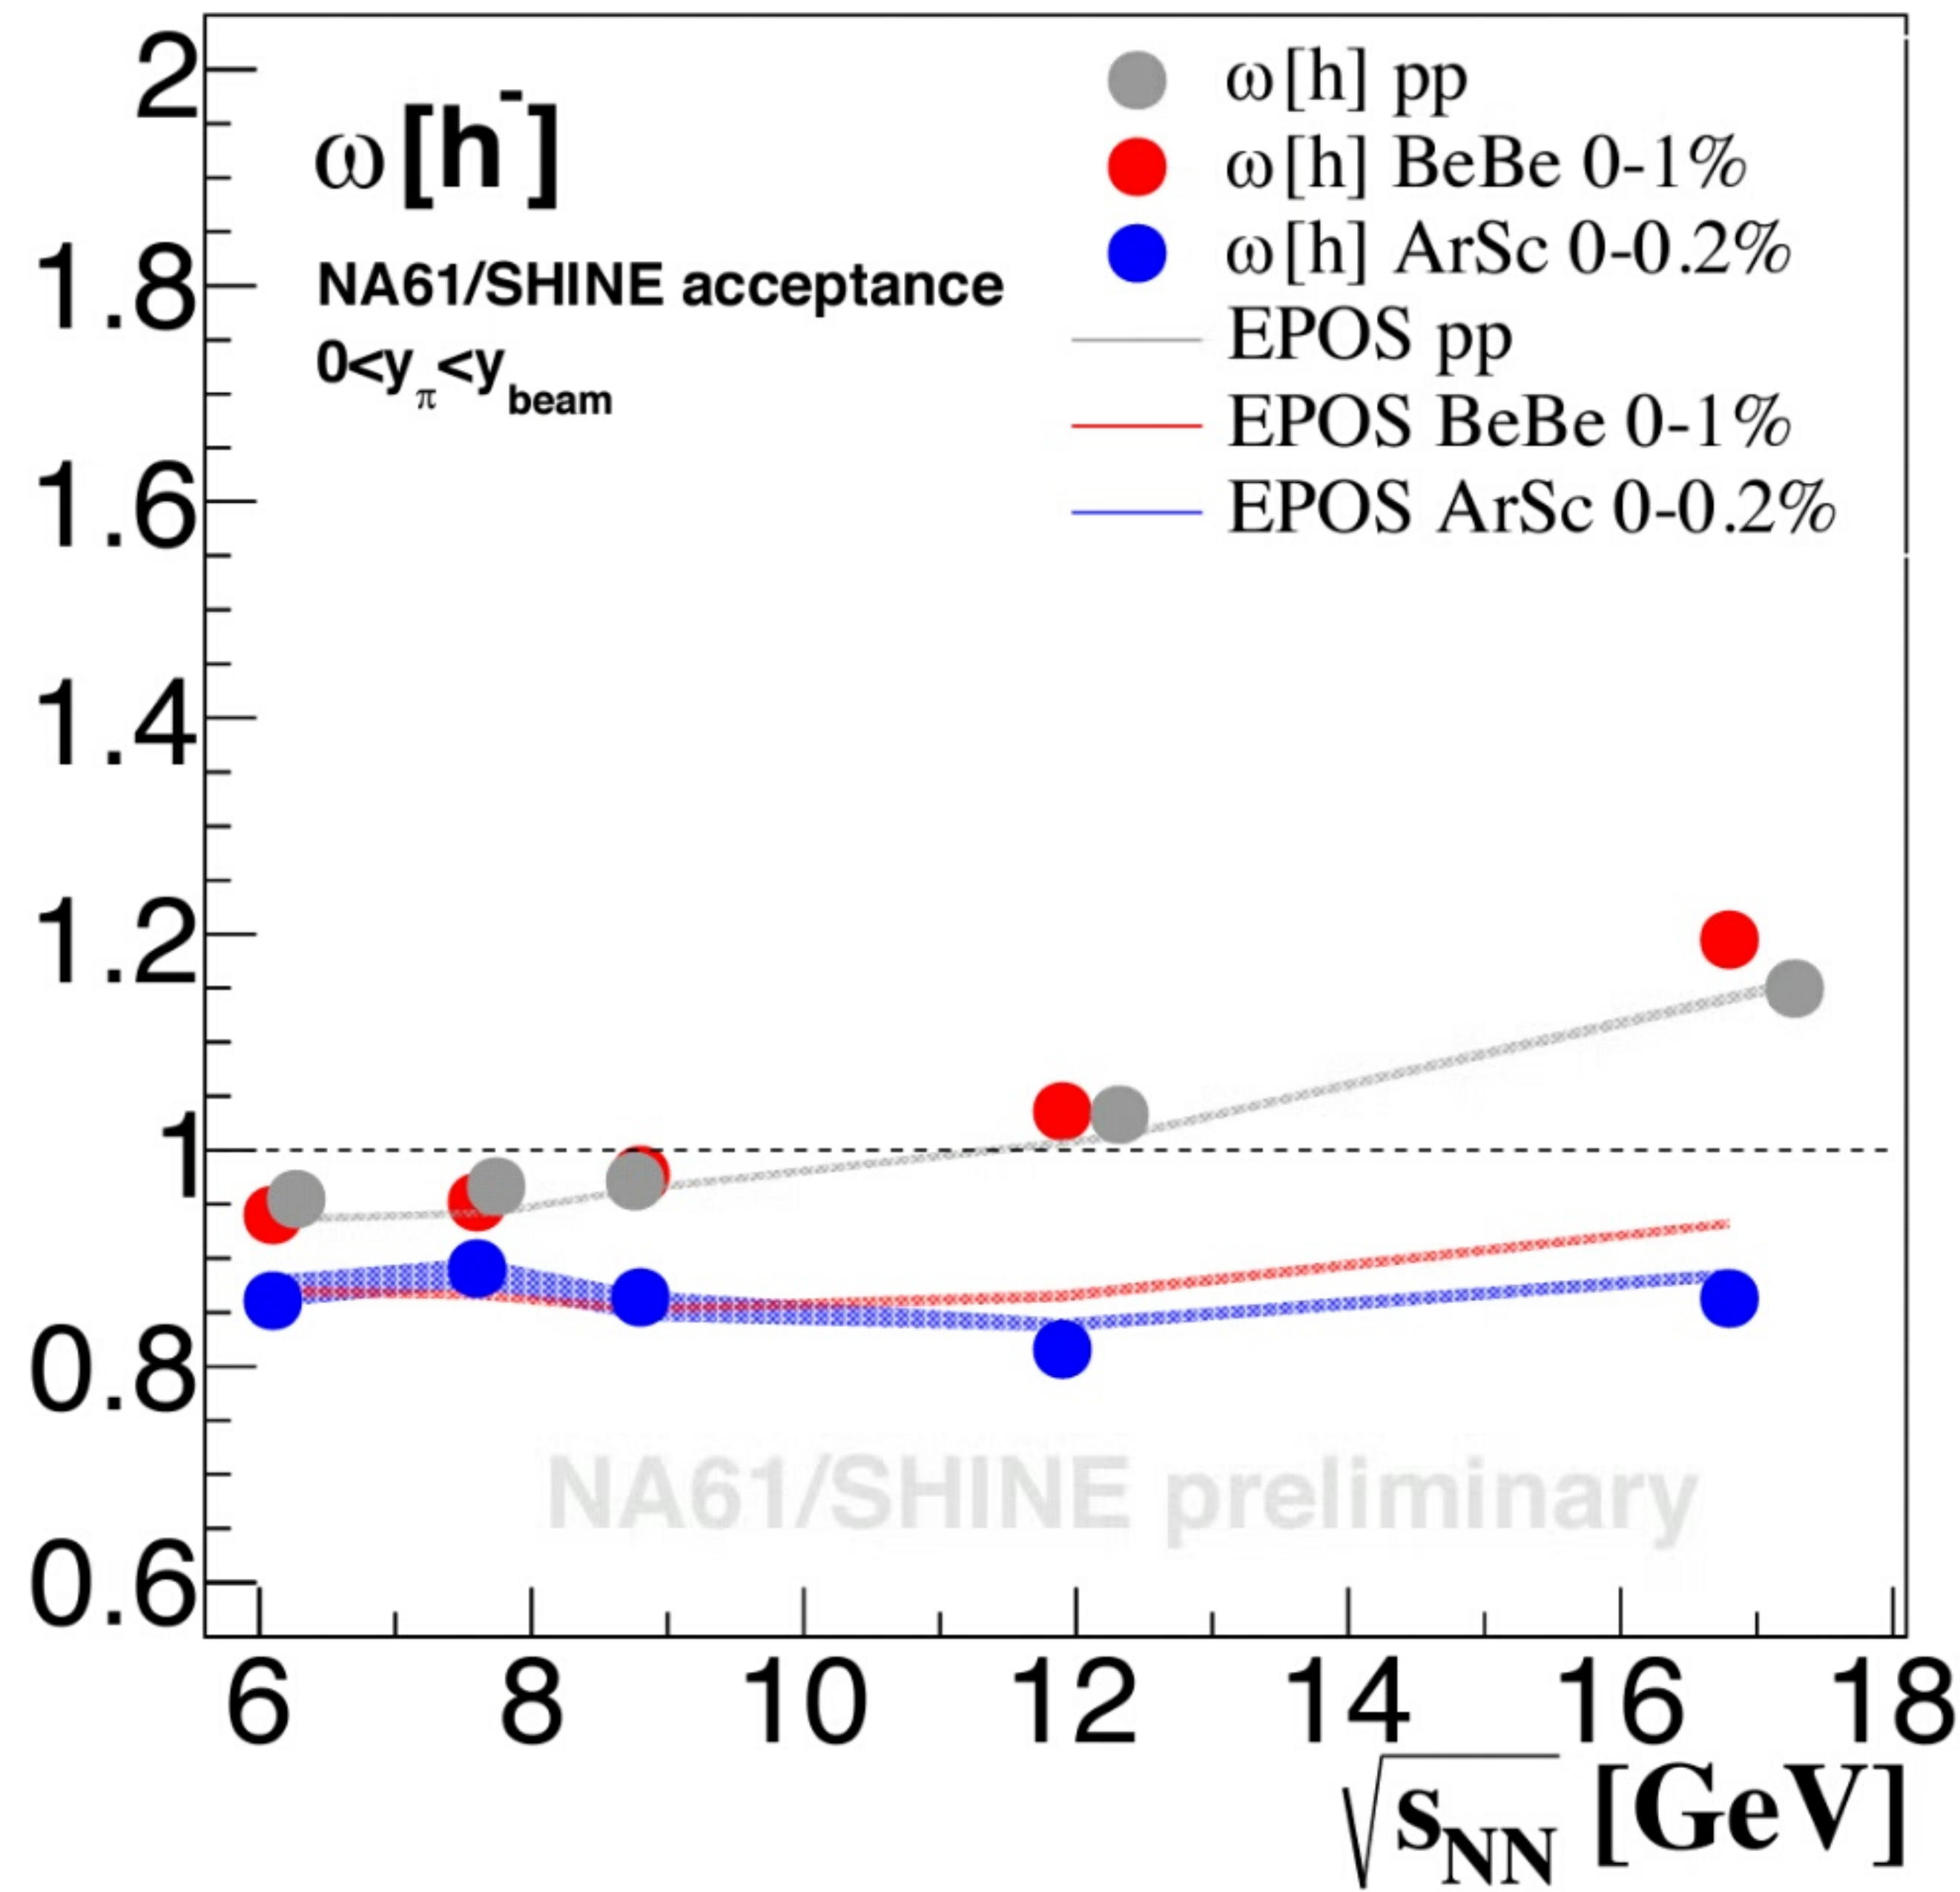 ω[h⁻]
NA61/SHINE acceptance
0<y_π<y_beam
ω[h] pp
ω[h] BeBe 0-1%
ω[h] ArSc 0-0.2%
EPOS pp
EPOS BeBe 0-1%
EPOS ArSc 0-0.2%
2
1.8
1.6
1.4
1.2
1
0.8
0.6
NA61/SHINE preliminary
6 8 10 12 14 16 18
√s_NN [GeV]